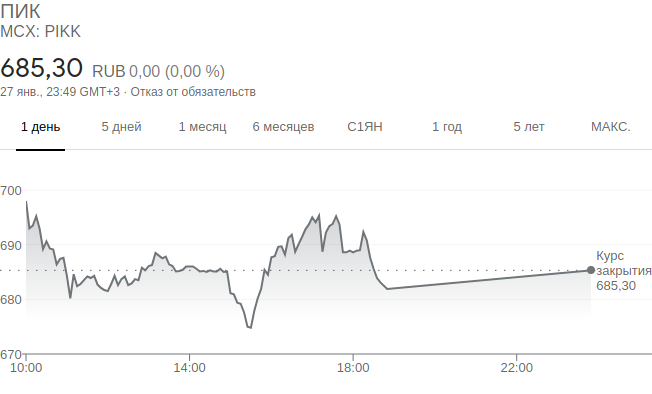 ПИК
MCX: PIKK
685,30 RUB 0,00 (0,00 %)
27 янв., 23:49 GMT+3 · Отказ от обязательств
1 день 5 дней 1 месяц 6 месяцев С1ЯН 1 год 5 лет МАКС.
700
690
Курс
закрытия
685,30
680
670
10:00 14:00 18:00 22:00